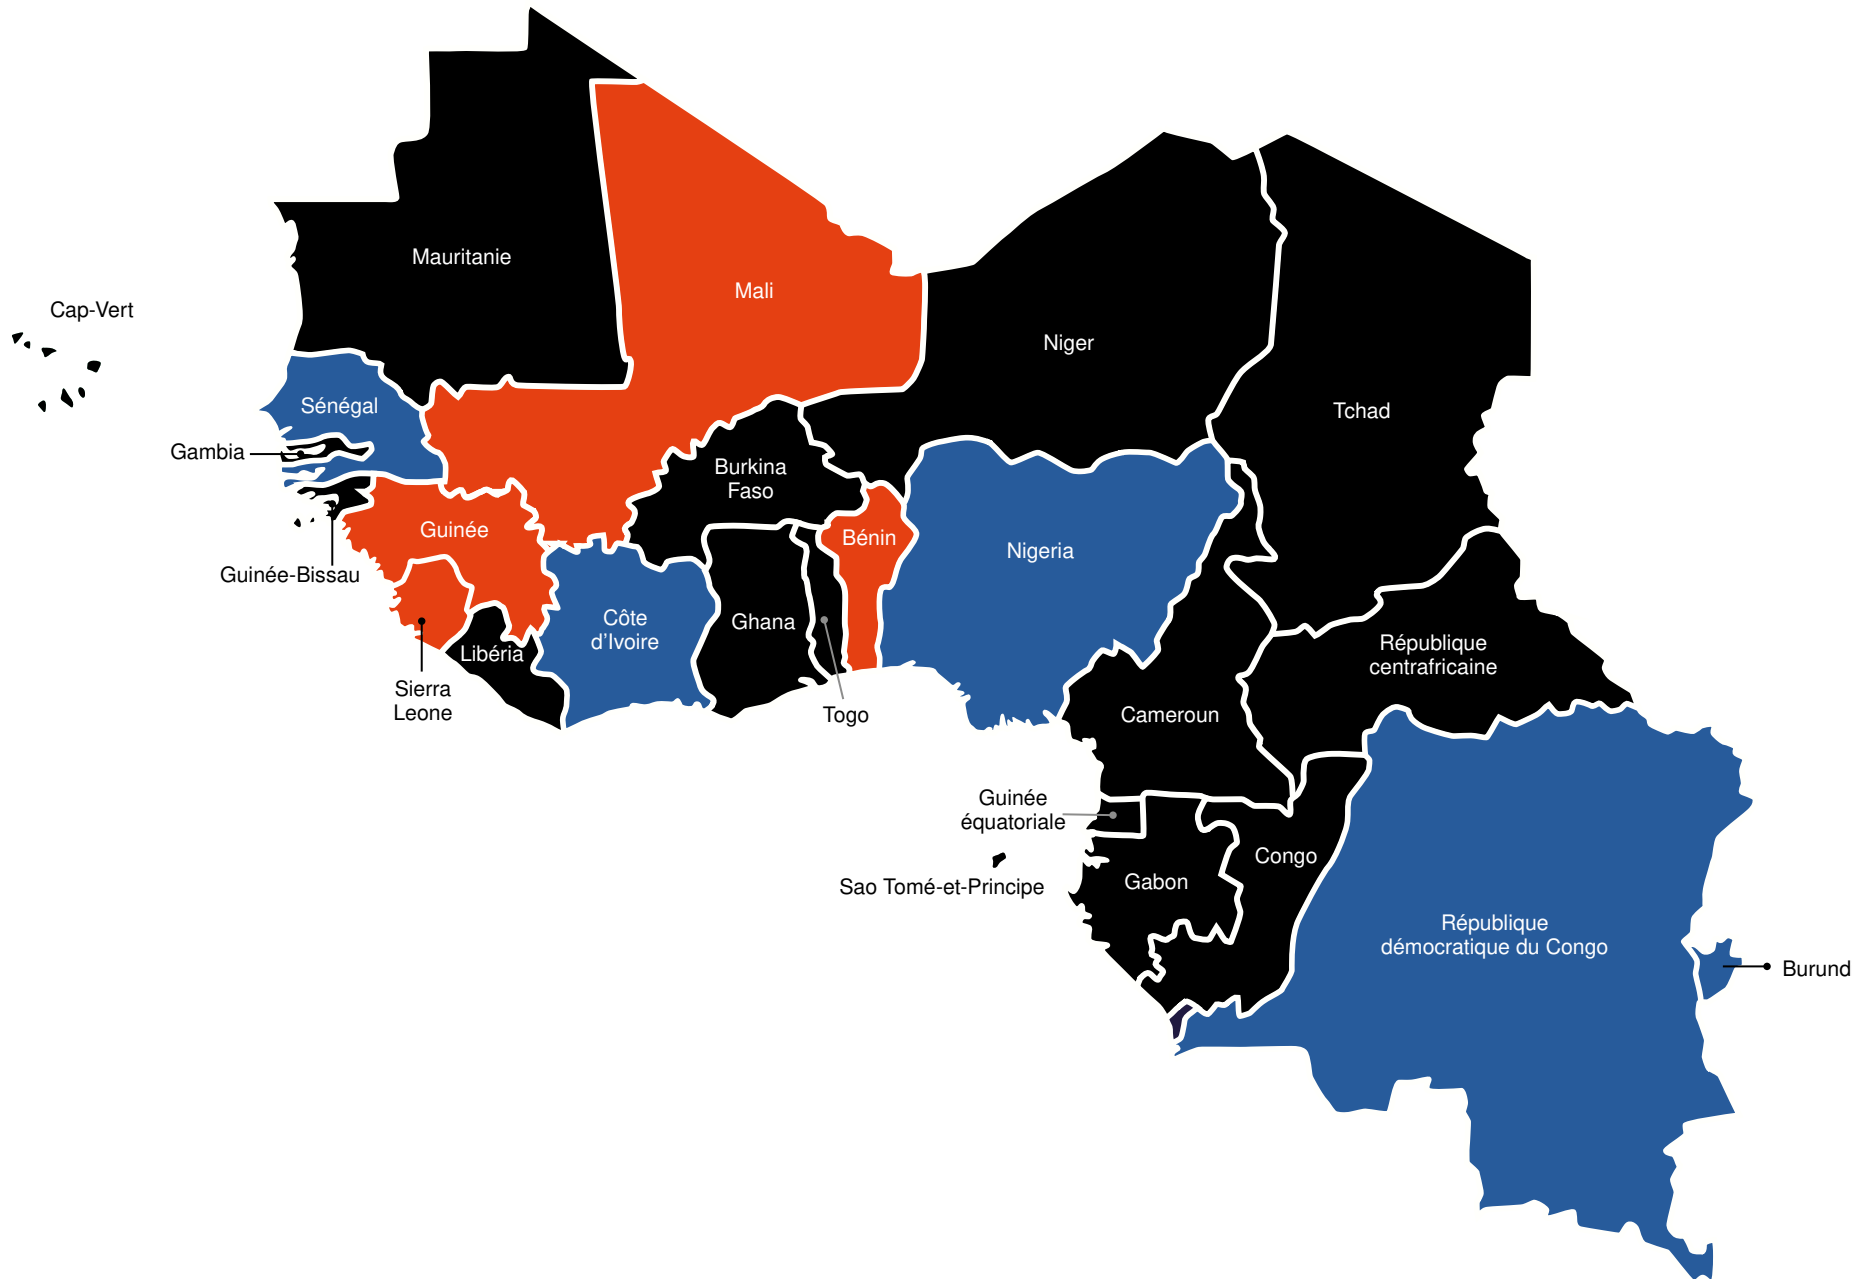 Mauritanie
Mali
Cap-Vert
Niger
Sénégal
Tchad
Gambia
Burkina
Faso
Guinée
Bénin
Nigeria
Guinée-Bissau
Côte
d'Ivoire
Ghana
Libéria
République
centrafricaine
Sierra
Leone
Togo
Cameroun
Guinée
équatoriale
Congo
Gabon
Sao Tomé-et-Principe
République
démocratique du Congo
Burund